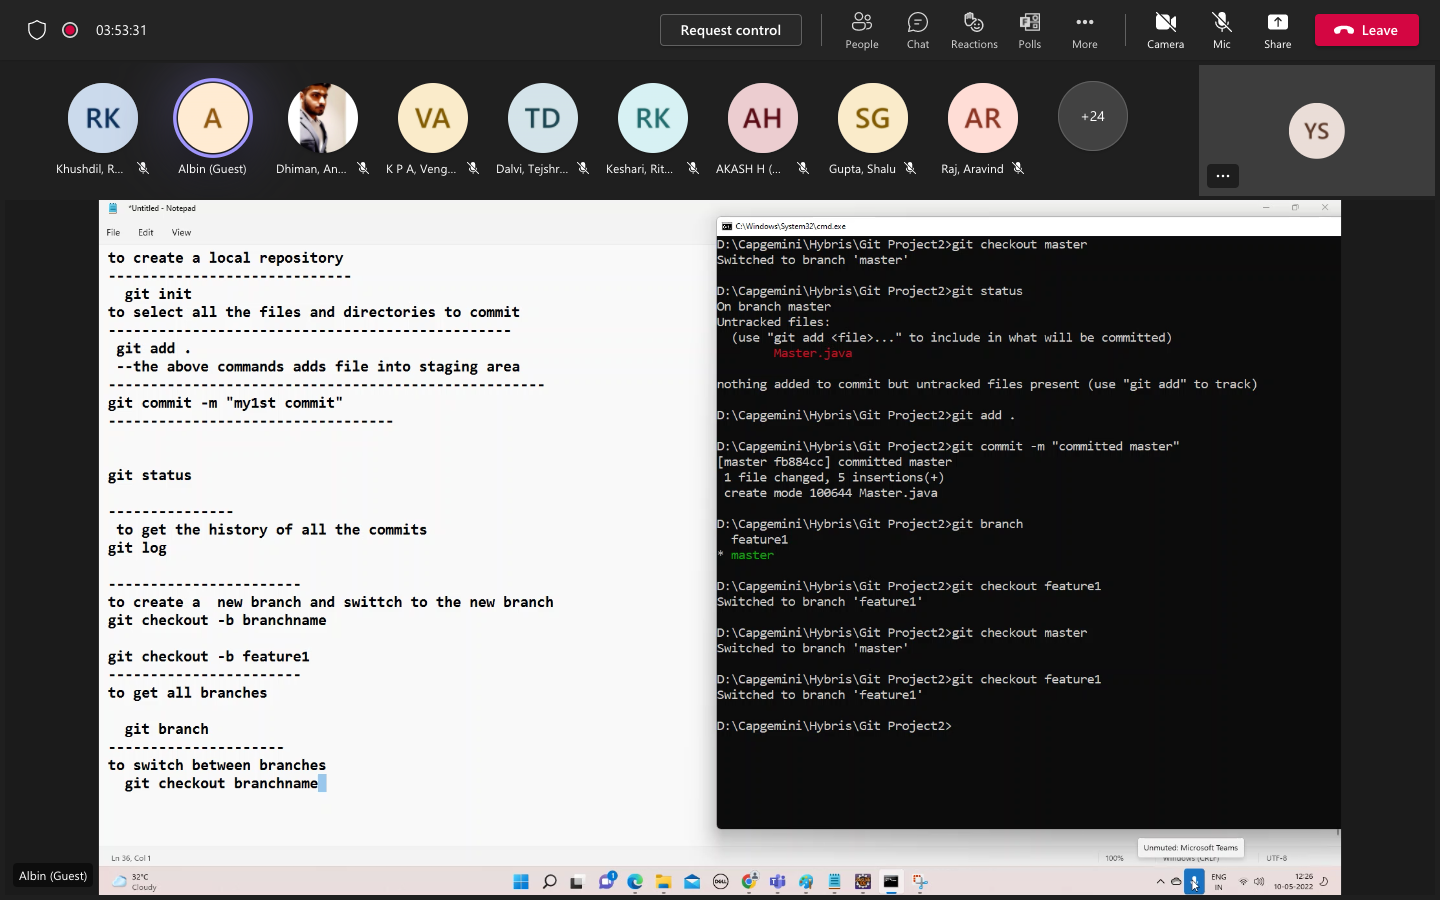 03:53:31
Request control
People
Chat
Reactions
Polls
More
Camera
Mic
Share
Leave
RK
A
VA
TD
RK
AH
SG
AR
+24
YS
Khushdil, R...
Albin (Guest)
Dhiman, An...
K P A, Veng...
Dalvi, Tejshr...
Keshari, Rit...
AKASH H (...
Gupta, Shalu
Raj, Aravind
*Untitled - Notepad
File Edit View
to create a local repository
-----------------------------
git init
to select all the files and directories to commit
------------------------------------------------
git add .
--the above commands adds file into staging area
----------------------------------------------------
git commit -m "my1st commit"
----------------------------------
git status
---------------
to get the history of all the commits
git log
-----------------------
to create a  new branch and swittch to the new branch
git checkout -b branchname
git checkout -b feature1
-----------------------
to get all branches
git branch
---------------------
to switch between branches
git checkout branchname
Ln 36, Col 1
100%
Windows (CRLF)
UTF-8
C:\Windows\System32\cmd.exe
D:\Capgemini\Hybris\Git Project2>git checkout master
Switched to branch 'master'
D:\Capgemini\Hybris\Git Project2>git status
On branch master
Untracked files:
(use "git add <file>..." to include in what will be committed)
Master.java
nothing added to commit but untracked files present (use "git add" to track)
D:\Capgemini\Hybris\Git Project2>git add .
D:\Capgemini\Hybris\Git Project2>git commit -m "committed master"
[master fb884cc] committed master
1 file changed, 5 insertions(+)
create mode 100644 Master.java
D:\Capgemini\Hybris\Git Project2>git branch
feature1
* master
D:\Capgemini\Hybris\Git Project2>git checkout feature1
Switched to branch 'feature1'
D:\Capgemini\Hybris\Git Project2>git checkout master
Switched to branch 'master'
D:\Capgemini\Hybris\Git Project2>git checkout feature1
Switched to branch 'feature1'
D:\Capgemini\Hybris\Git Project2>
Unmuted: Microsoft Teams
Albin (Guest)
32°C
Cloudy
DELL
ENG
IN
12:26
10-05-2022